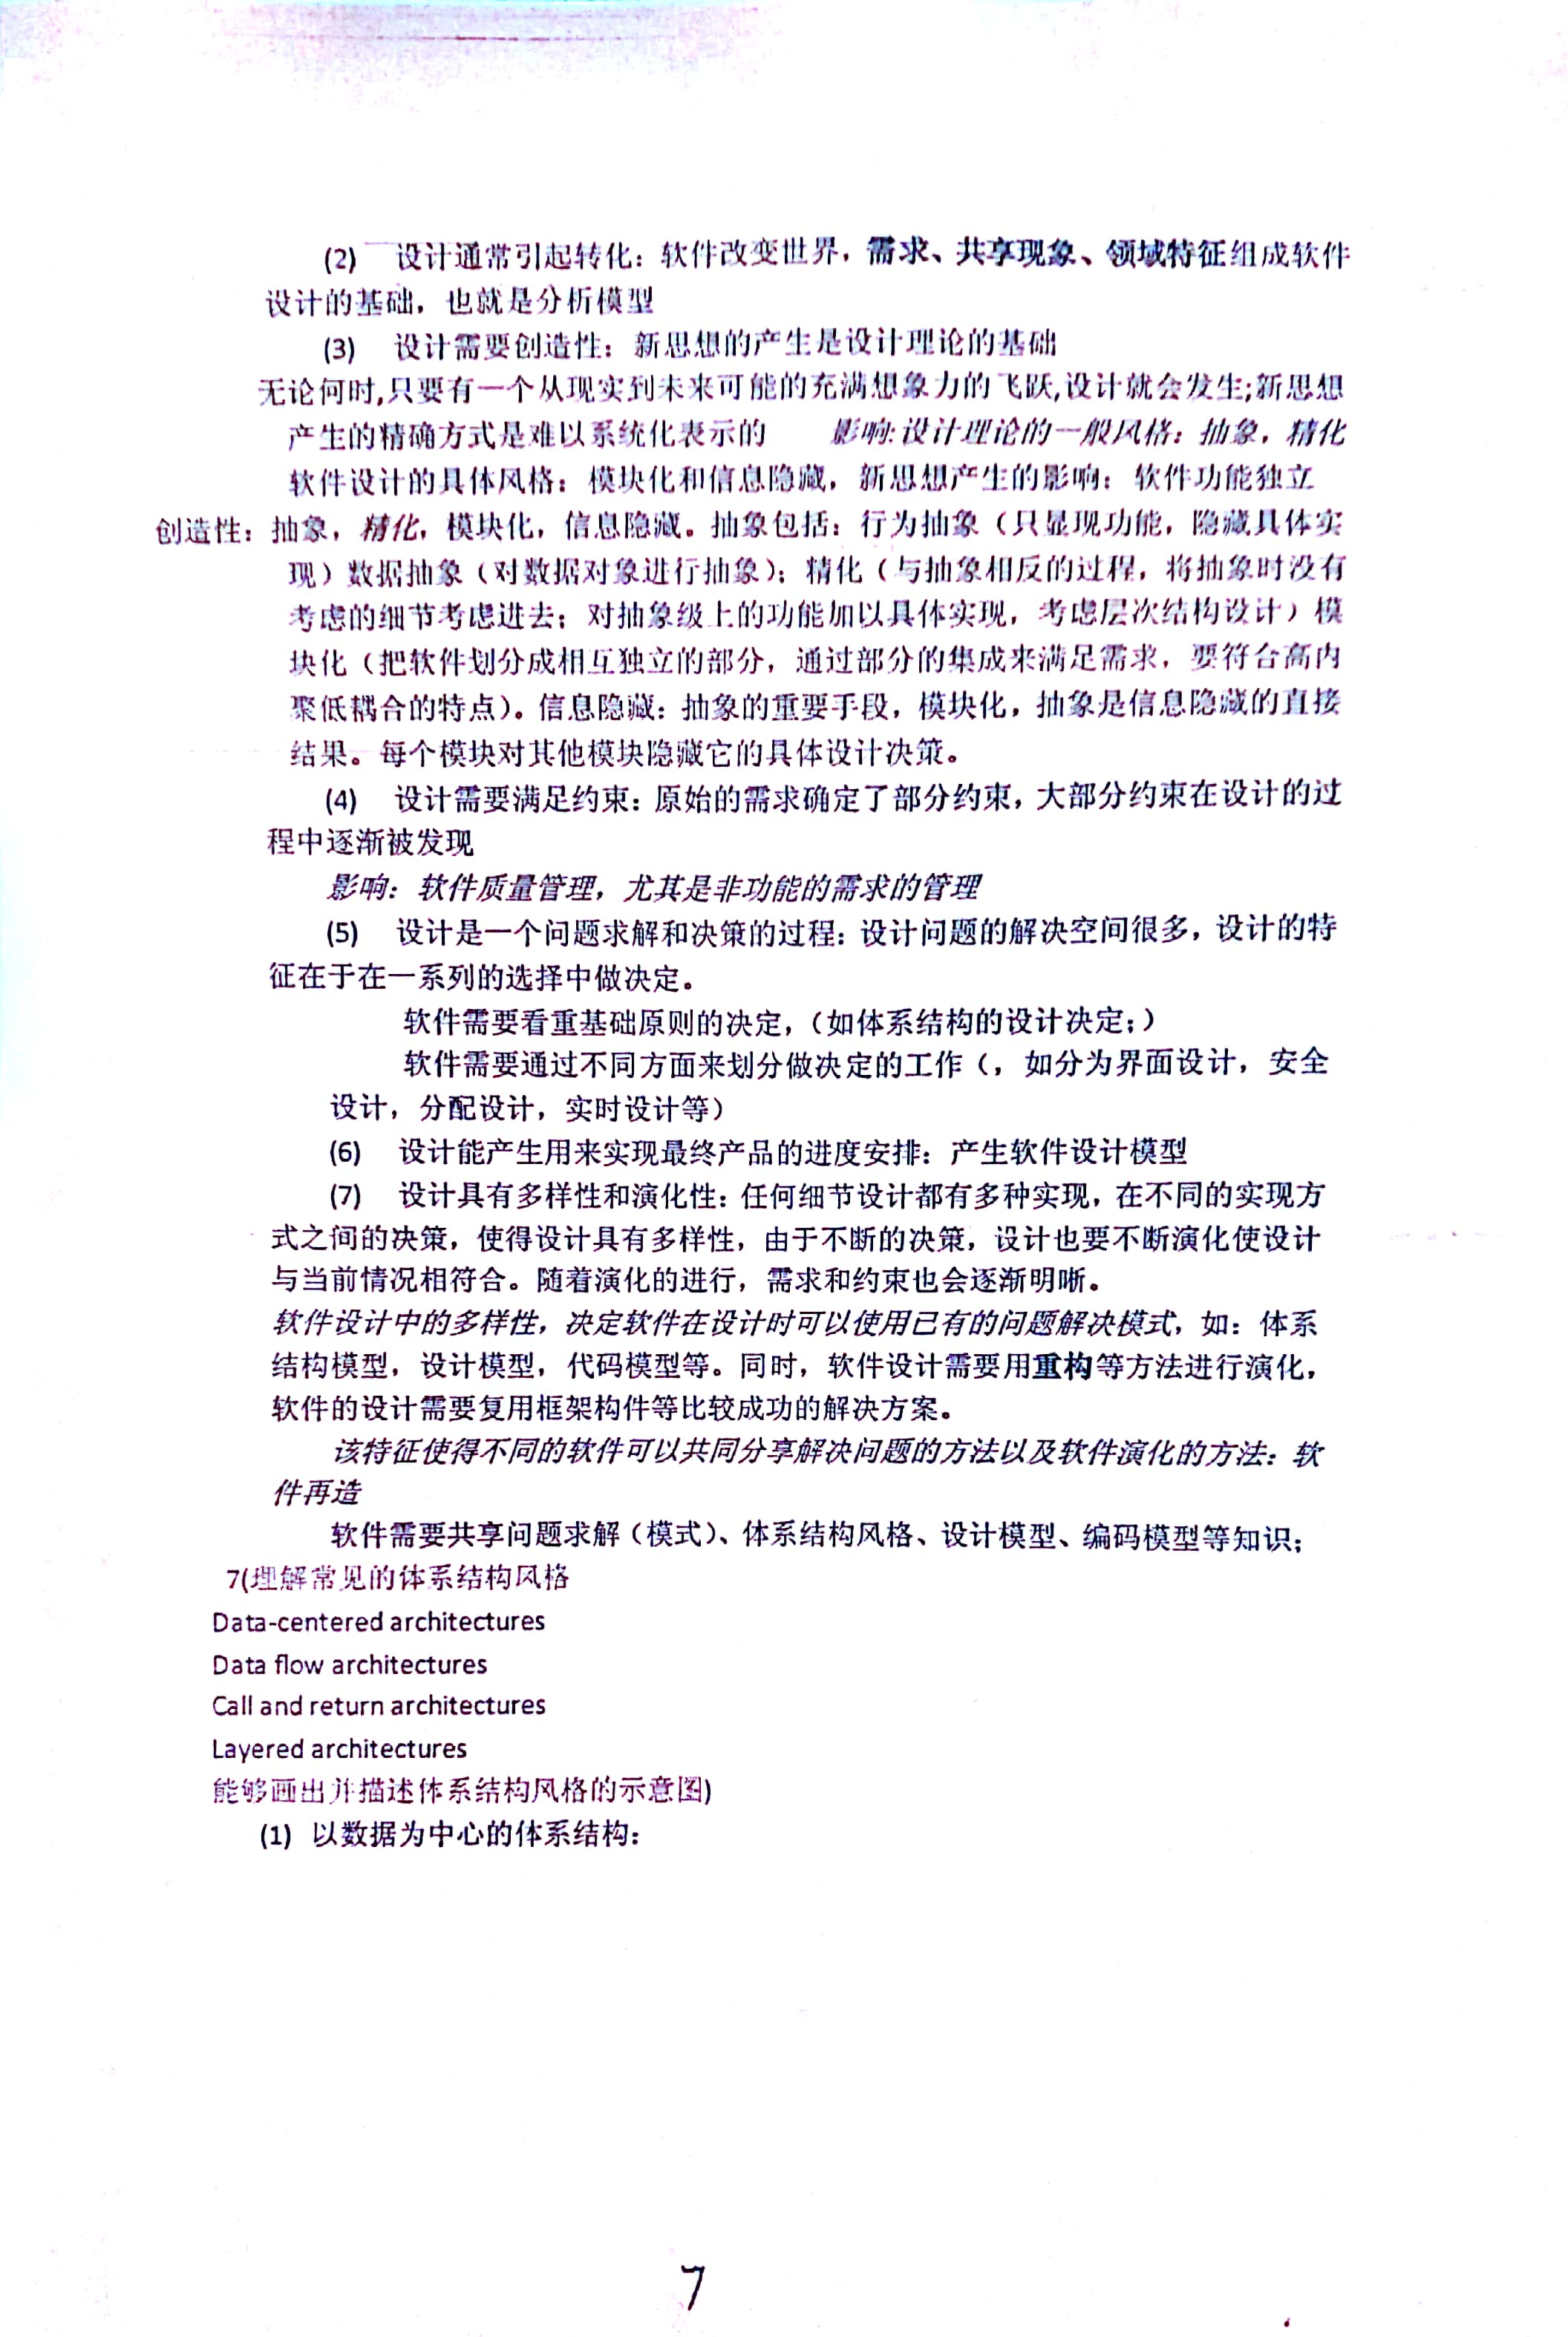 (2) 设计通常引起转化：软件改变世界，需求、共享现象、领域特征组成软件
设计的基础，也就是分析模型
(3) 设计需要创造性：新思想的产生是设计理论的基础
无论何时,只要有一个从现实到未来可能的充满想象力的飞跃,设计就会发生;新思想
产生的精确方式是难以系统化表示的 影响:设计理论的一般风格：抽象，精化
软件设计的具体风格：模块化和信息隐藏，新思想产生的影响：软件功能独立
创造性：抽象，精化，模块化，信息隐藏。抽象包括：行为抽象（只显现功能，隐藏具体实
现）数据抽象（对数据对象进行抽象）；精化（与抽象相反的过程，将抽象时没有
考虑的细节考虑进去；对抽象级上的功能加以具体实现，考虑层次结构设计）模
块化（把软件划分成相互独立的部分，通过部分的集成来满足需求，要符合高内
聚低耦合的特点）。信息隐藏：抽象的重要手段，模块化，抽象是信息隐藏的直接
结果。每个模块对其他模块隐藏它的具体设计决策。
(4) 设计需要满足约束：原始的需求确定了部分约束，大部分约束在设计的过
程中逐渐被发现
影响：软件质量管理，尤其是非功能的需求的管理
(5) 设计是一个问题求解和决策的过程：设计问题的解决空间很多，设计的特
征在于在一系列的选择中做决定。
软件需要看重基础原则的决定，（如体系结构的设计决定；）
软件需要通过不同方面来划分做决定的工作（，如分为界面设计，安全
设计，分配设计，实时设计等）
(6) 设计能产生用来实现最终产品的进度安排：产生软件设计模型
(7) 设计具有多样性和演化性：任何细节设计都有多种实现，在不同的实现方
式之间的决策，使得设计具有多样性，由于不断的决策，设计也要不断演化使设计
与当前情况相符合。随着演化的进行，需求和约束也会逐渐明晰。
软件设计中的多样性，决定软件在设计时可以使用已有的问题解决模式，如：体系
结构模型，设计模型，代码模型等。同时，软件设计需要用重构等方法进行演化，
软件的设计需要复用框架构件等比较成功的解决方案。
该特征使得不同的软件可以共同分享解决问题的方法以及软件演化的方法：软
件再造
软件需要共享问题求解（模式）、体系结构风格、设计模型、编码模型等知识；
7(理解常见的体系结构风格
Data-centered architectures
Data flow architectures
Call and return architectures
Layered architectures
能够画出并描述体系结构风格的示意图)
(1) 以数据为中心的体系结构：
7